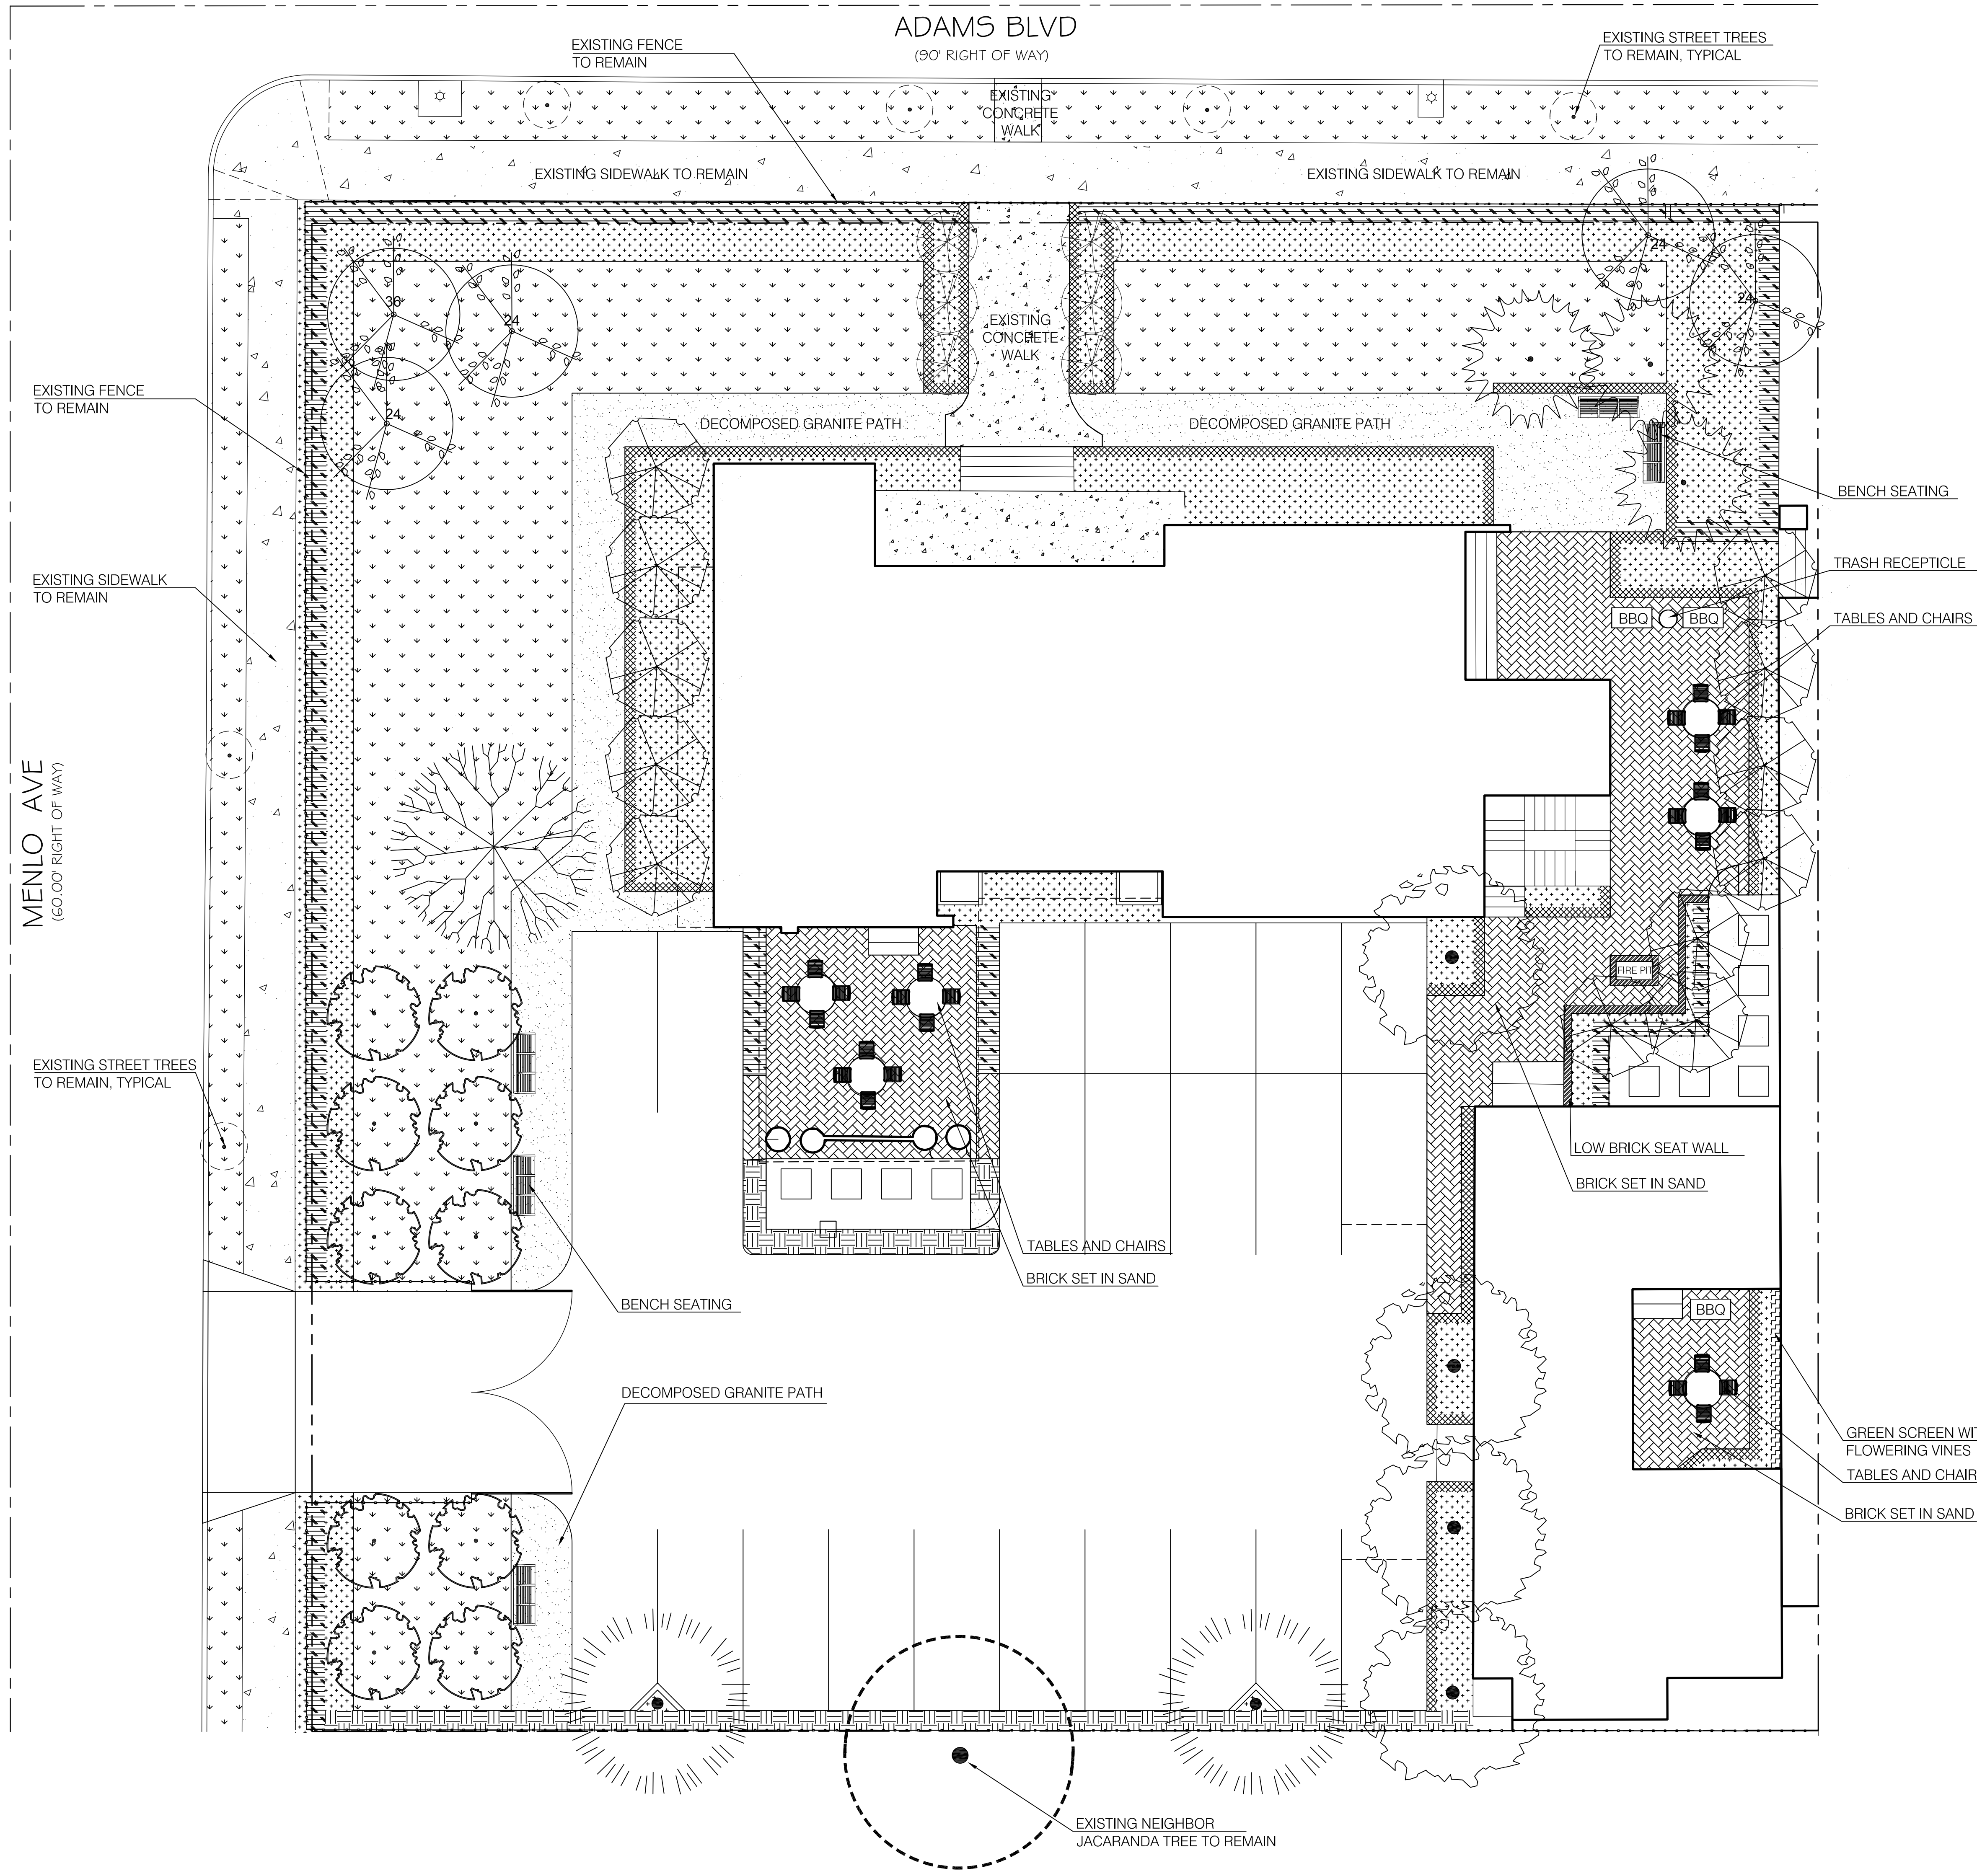 ADAMS BLVD
(90' RIGHT OF WAY)
EXISTING FENCE
TO REMAIN
EXISTING STREET TREES
TO REMAIN, TYPICAL
EXISTING
CONCRETE
WALK
EXISTING SIDEWALK TO REMAIN
EXISTING SIDEWALK TO REMAIN
24
36
24
24
24
EXISTING
CONCRETE
WALK
EXISTING FENCE
TO REMAIN
DECOMPOSED GRANITE PATH
DECOMPOSED GRANITE PATH
BENCH SEATING
TRASH RECEPTICLE
EXISTING SIDEWALK
TO REMAIN
BBQ
BBQ
TABLES AND CHAIRS
MENLO AVE
(60.00' RIGHT OF WAY)
FIRE PIT
EXISTING STREET TREES
TO REMAIN, TYPICAL
LOW BRICK SEAT WALL
BRICK SET IN SAND
TABLES AND CHAIRS
BRICK SET IN SAND
BENCH SEATING
BBQ
DECOMPOSED GRANITE PATH
GREEN SCREEN WI
FLOWERING VINES
TABLES AND CHAIR
BRICK SET IN SAND
EXISTING NEIGHBOR
JACARANDA TREE TO REMAIN